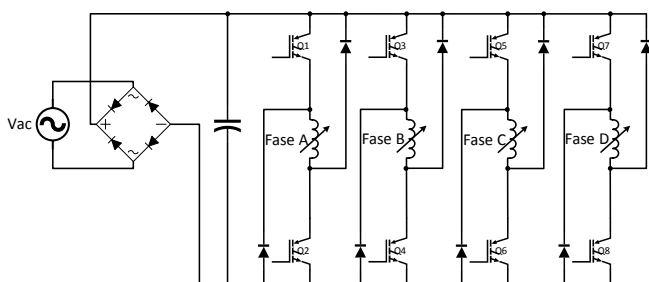 Q1
Q3
Q5
Q7
Vac
+
−
Fase A
Fase B
Fase C
Fase D
Q2
Q4
Q6
Q8